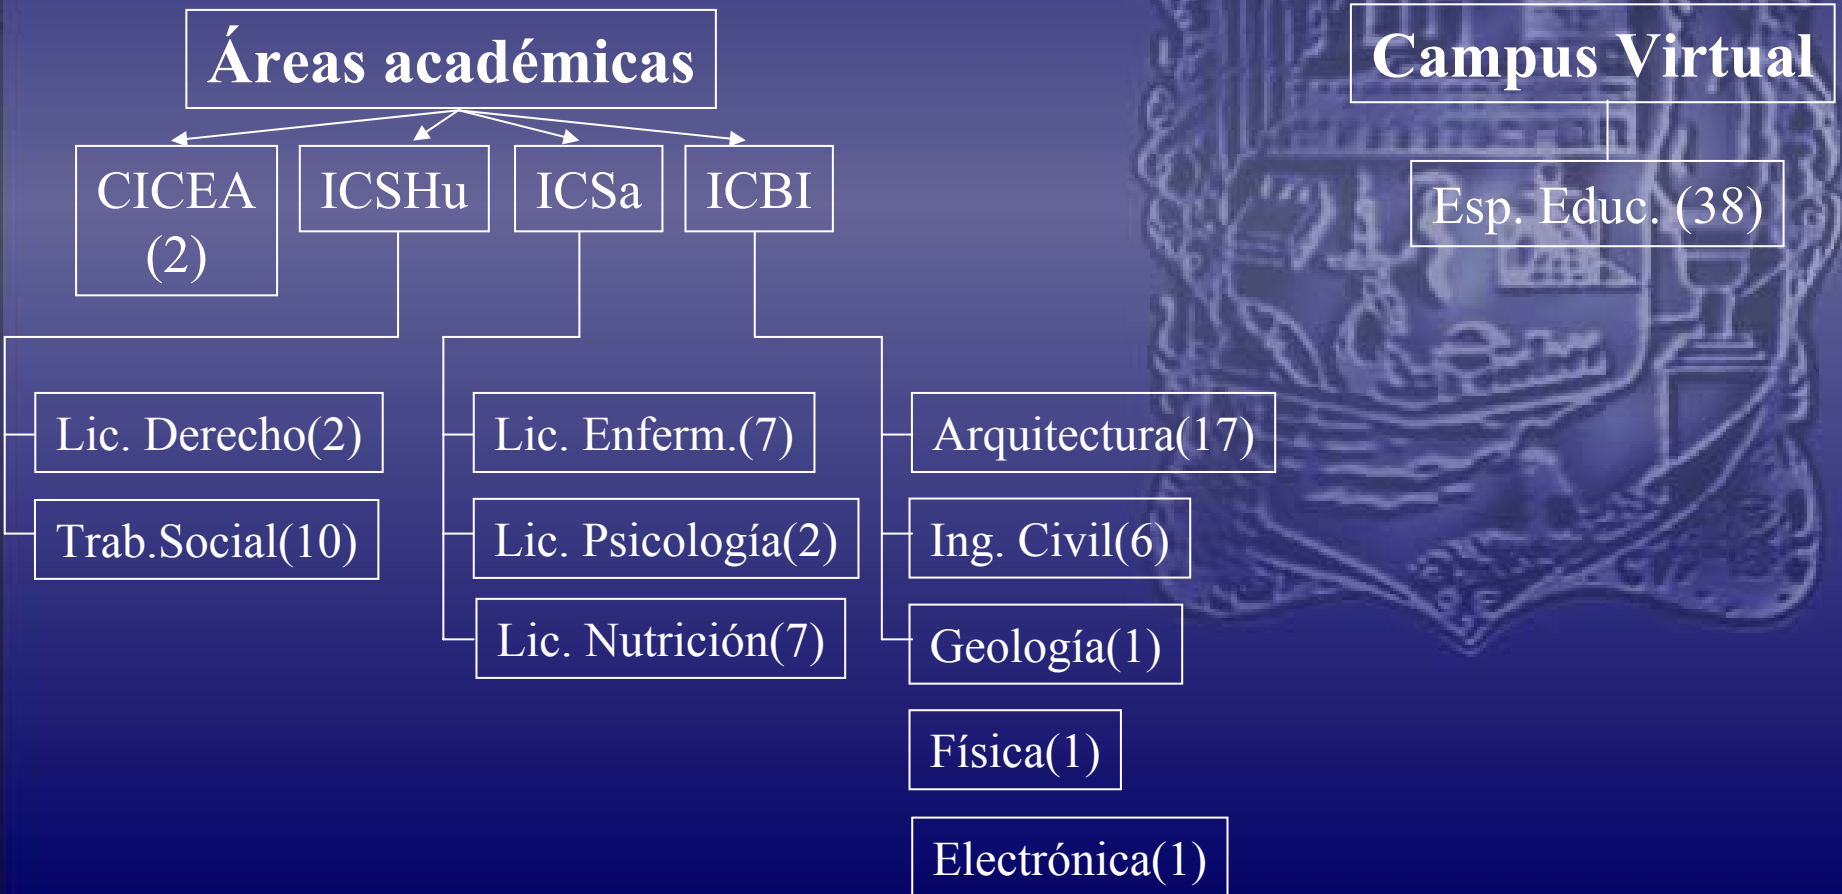 Áreas académicas
Campus Virtual
CICEA
(2)
ICSHu
ICSa
ICBI
Esp. Educ. (38)
Lic. Derecho(2)
Trab.Social(10)
Lic. Enferm.(7)
Lic. Psicología(2)
Lic. Nutrición(7)
Arquitectura(17)
Ing. Civil(6)
Geología(1)
Física(1)
Electrónica(1)